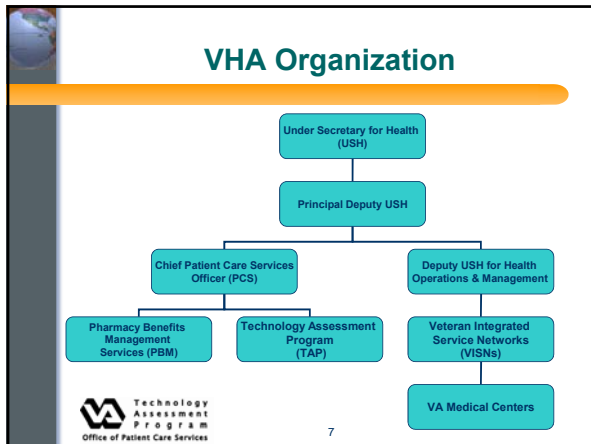 VHA Organization
Under Secretary for Health
(USH)
Principal Deputy USH
Chief Patient Care Services
Officer (PCS)
Deputy USH for Health
Operations & Management
Pharmacy Benefits
Management
Services (PBM)
Technology Assessment
Program
(TAP)
Veteran Integrated
Service Networks
(VISNs)
VA Medical Centers
VA
Technology
Assessment
Program
Office of Patient Care Services
7